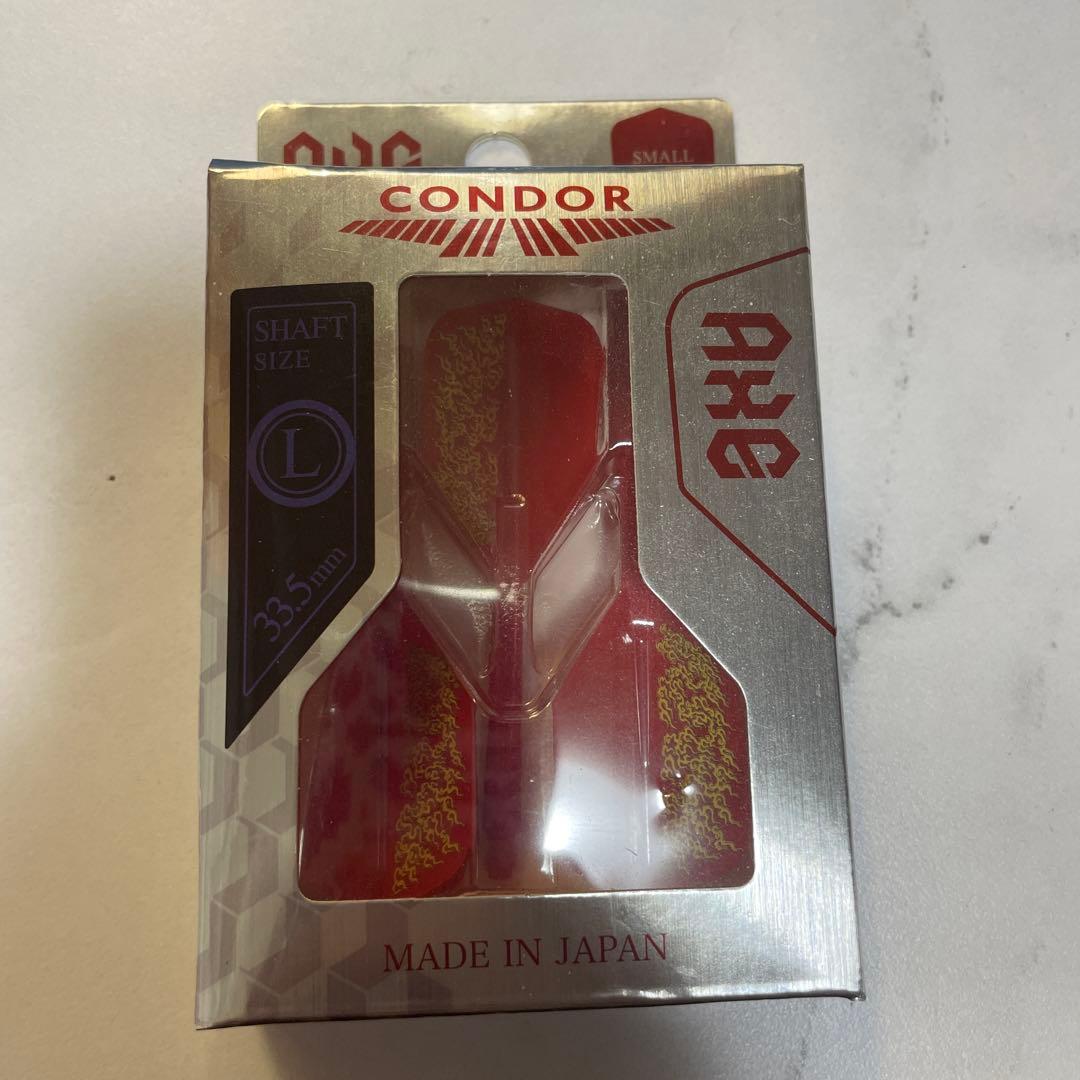 AXE
SMALL
CONDOR
SHAFT
SIZE
L
33.5mm
AXE
MADE IN JAPAN